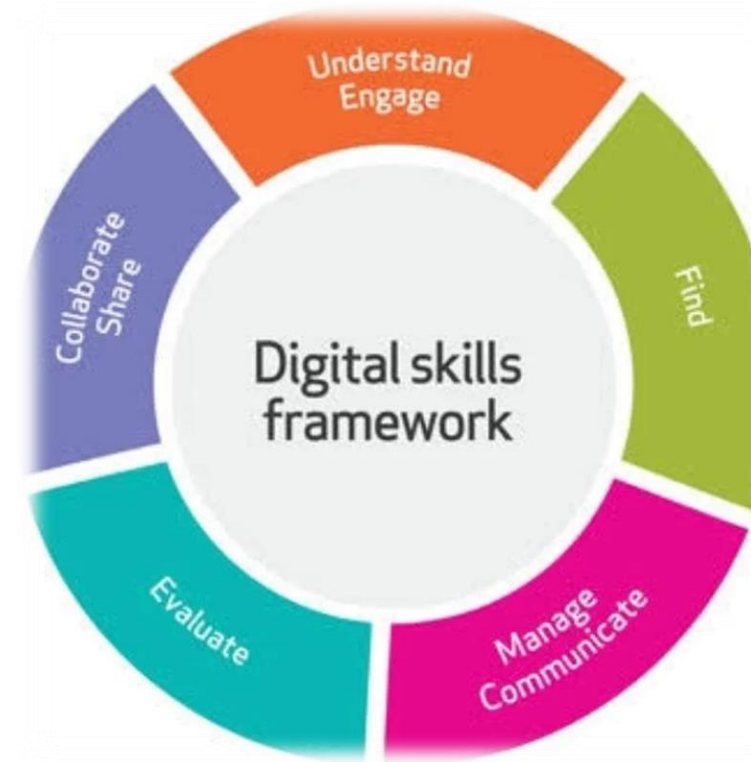 Understand
Engage
Find
Manage
Communicate
Evaluate
Collaborate
Share
Digital skills
framework